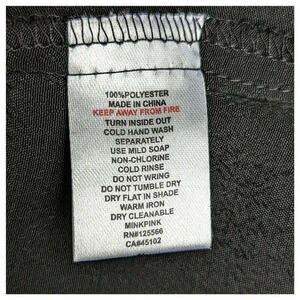 100%POLYESTER
MADE IN CHINA
KEEP AWAY FROM FIRE
TURN INSIDE OUT
COLD HAND WASH
SEPARATELY
USE MILD SOAP
NON-CHLORINE
COLD RINSE
DO NOT WRING
DO NOT TUMBLE DRY
DRY FLAT IN SHADE
WARM IRON
DRY CLEANABLE
MINKPINK
RN#125566
CA#45102